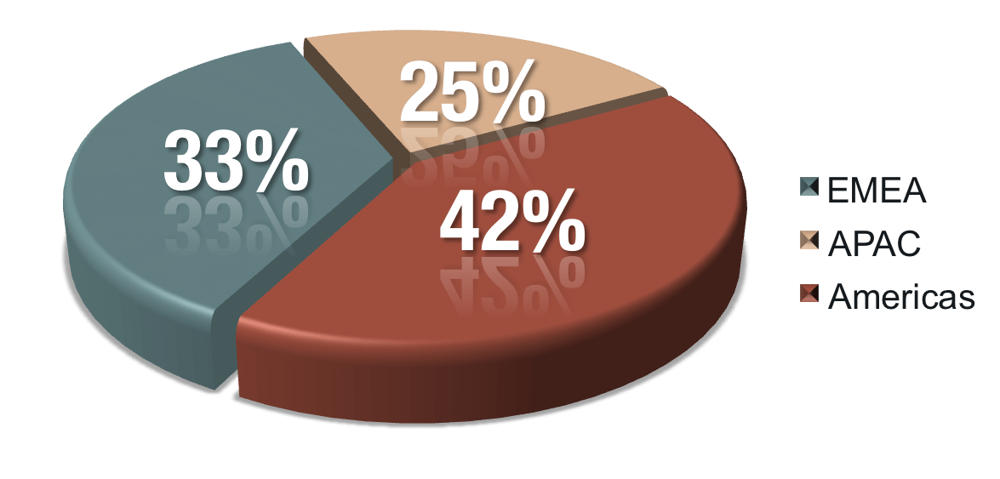 25%
33%
42%
EMEA
APAC
Americas